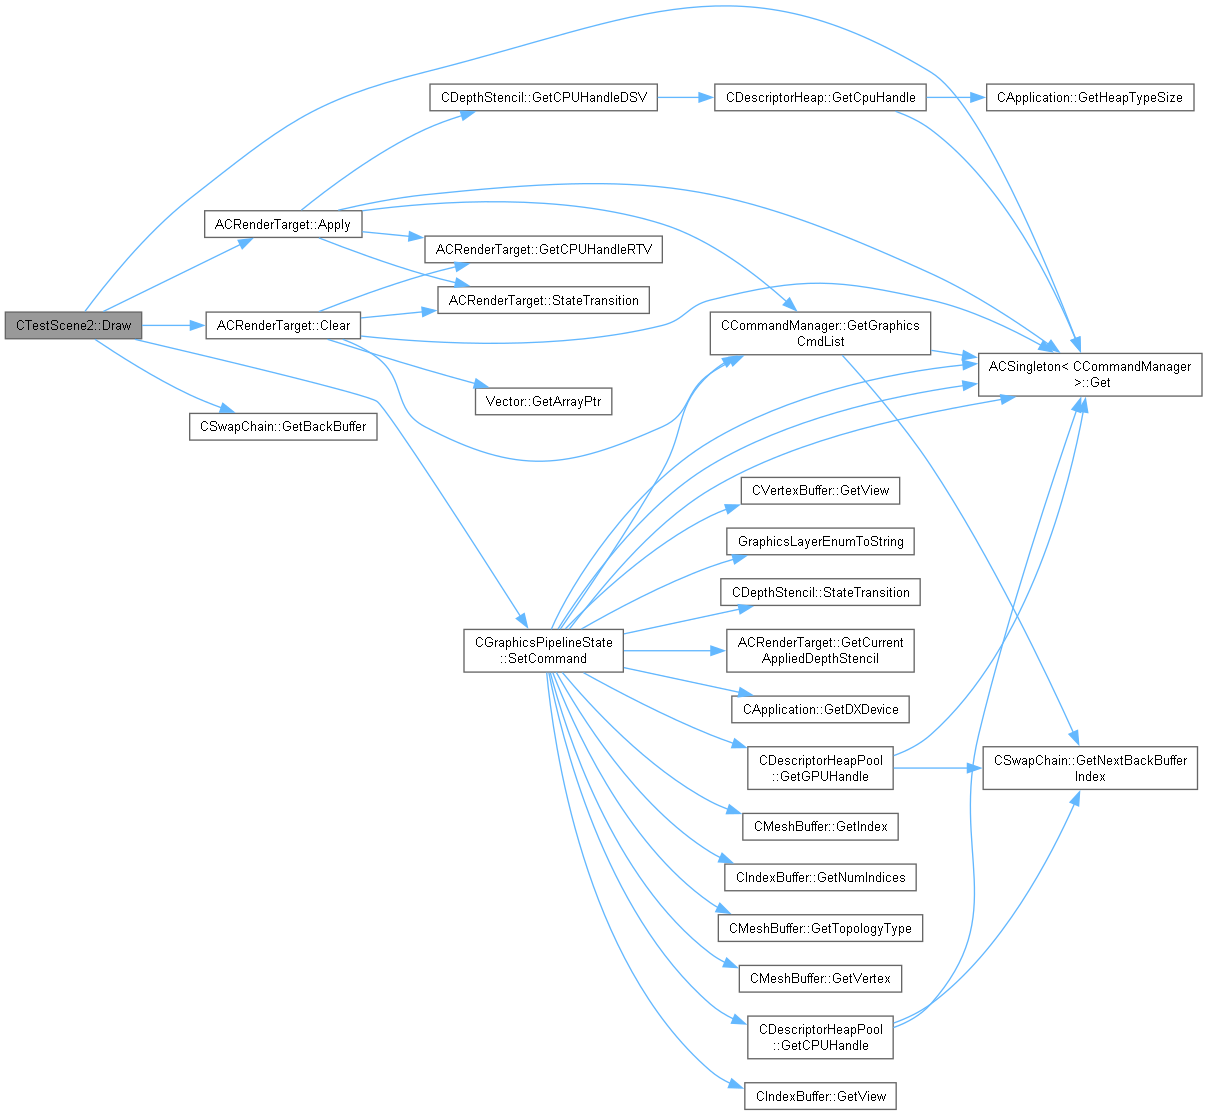 CDepthStencil::GetCPUHandleDSV
CDescriptorHeap::GetCpuHandle
CApplication::GetHeapTypeSize
ACRenderTarget::Apply
ACRenderTarget::GetCPUHandleRTV
ACRenderTarget::StateTransition
CTestScene2::Draw
ACRenderTarget::Clear
CCommandManager::GetGraphics
CmdList
ACSingleton< CCommandManager
>::Get
Vector::GetArrayPtr
CSwapChain::GetBackBuffer
CVertexBuffer::GetView
GraphicsLayerEnumToString
CDepthStencil::StateTransition
CGraphicsPipelineState
::SetCommand
ACRenderTarget::GetCurrent
AppliedDepthStencil
CApplication::GetDXDevice
CDescriptorHeapPool
::GetGPUHandle
CSwapChain::GetNextBackBuffer
Index
CMeshBuffer::GetIndex
CIndexBuffer::GetNumIndices
CMeshBuffer::GetTopologyType
CMeshBuffer::GetVertex
CDescriptorHeapPool
::GetCPUHandle
CIndexBuffer::GetView